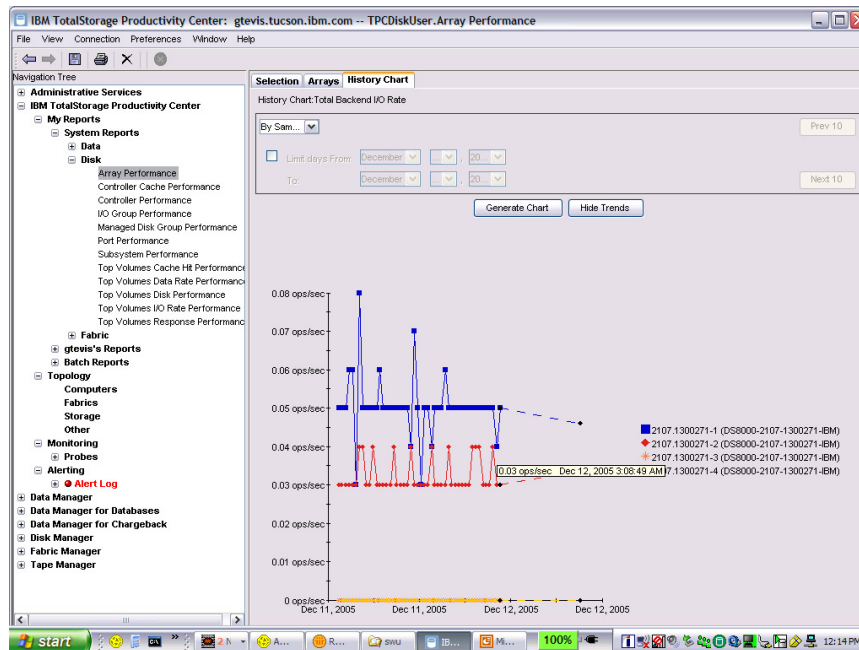 IBM TotalStorage Productivity Center: gtevis.tucson.ibm.com -- TPCDiskUser.Array Performance
File View Connection Preferences Window Help
Navigation Tree
Administrative Services
IBM TotalStorage Productivity Center
My Reports
System Reports
Data
Disk
Array Performance
Controller Cache Performance
Controller Performance
I/O Group Performance
Managed Disk Group Performance
Port Performance
Subsystem Performance
Top Volumes Cache Hit Performance
Top Volumes Data Rate Performanc
Top Volumes Disk Performance
Top Volumes I/O Rate Performance
Top Volumes Response Performanc
Fabric
gtevis's Reports
Batch Reports
Topology
Computers
Fabrics
Storage
Other
Monitoring
Probes
Alerting
Alert Log
Data Manager
Data Manager for Databases
Data Manager for Chargeback
Disk Manager
Fabric Manager
Tape Manager
Selection Arrays History Chart
History Chart:Total Backend I/O Rate
By Sam...
Prev 10
Limit days From: December ... , 20...
To: December ... , 20...
Next 10
Generate Chart Hide Trends
0.08 ops/sec
0.07 ops/sec
0.06 ops/sec
0.05 ops/sec
0.04 ops/sec
0.03 ops/sec
0.02 ops/sec
0.01 ops/sec
0 ops/sec
Dec 11, 2005 Dec 11, 2005 Dec 12, 2005 Dec 12, 2005
2107.1300271-1 (DS8000-2107-1300271-IBM)
2107.1300271-2 (DS8000-2107-1300271-IBM)
2107.1300271-3 (DS8000-2107-1300271-IBM)
0.03 ops/sec Dec 12, 2005 3:08:49 AM 07.1300271-4 (DS8000-2107-1300271-IBM)
start » 2 N A... R... swu IB... Mi... 100% 12:14 PM